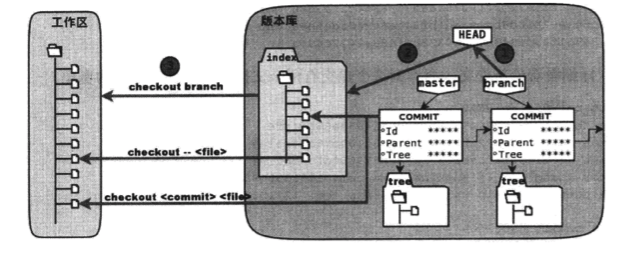 工作区
版本库
HEAD
index
master
branch
checkout branch
COMMIT
Id *****
Parent *****
Tree *****
COMMIT
Id *****
Parent *****
Tree *****
checkout -- <file>
tree
tree
checkout <commit> <file>